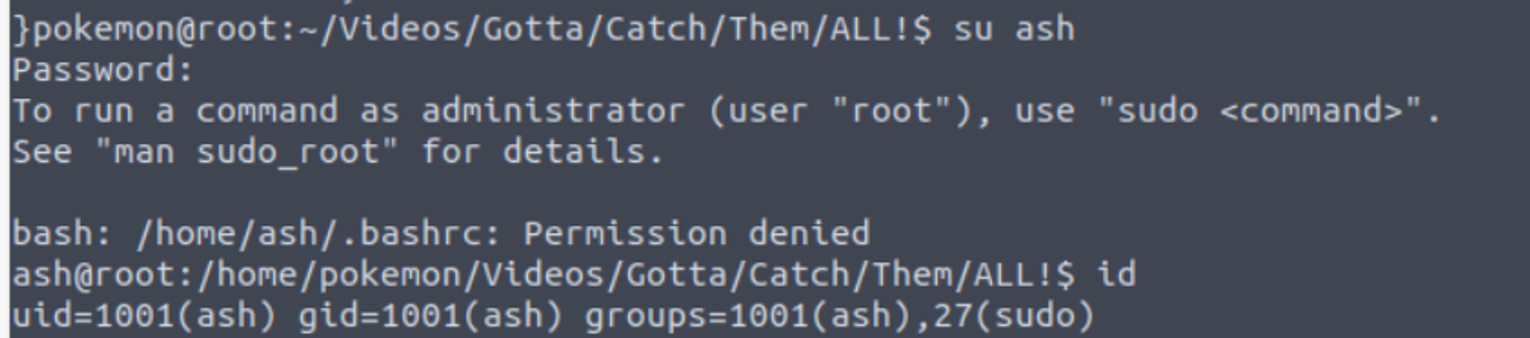 }pokemon@root:~/Videos/Gotta/Catch/Them/ALL!$ su ash
Password:
To run a command as administrator (user "root"), use "sudo <command>".
See "man sudo_root" for details.
bash: /home/ash/.bashrc: Permission denied
ash@root:/home/pokemon/Videos/Gotta/Catch/Them/ALL!$ id
uid=1001(ash) gid=1001(ash) groups=1001(ash),27(sudo)